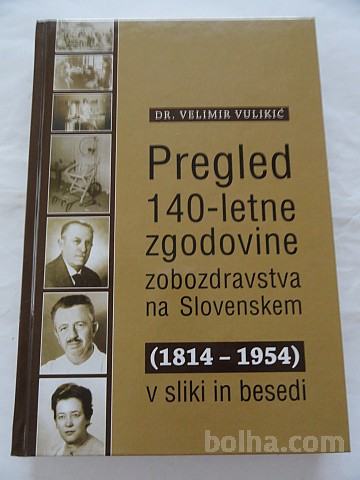 DR. VELIMIR VULIKIĆ
Pregled
140-letne
zgodovine
zobozdravstva
na Slovenskem
(1814 – 1954)
v sliki in besedi
bolha.com